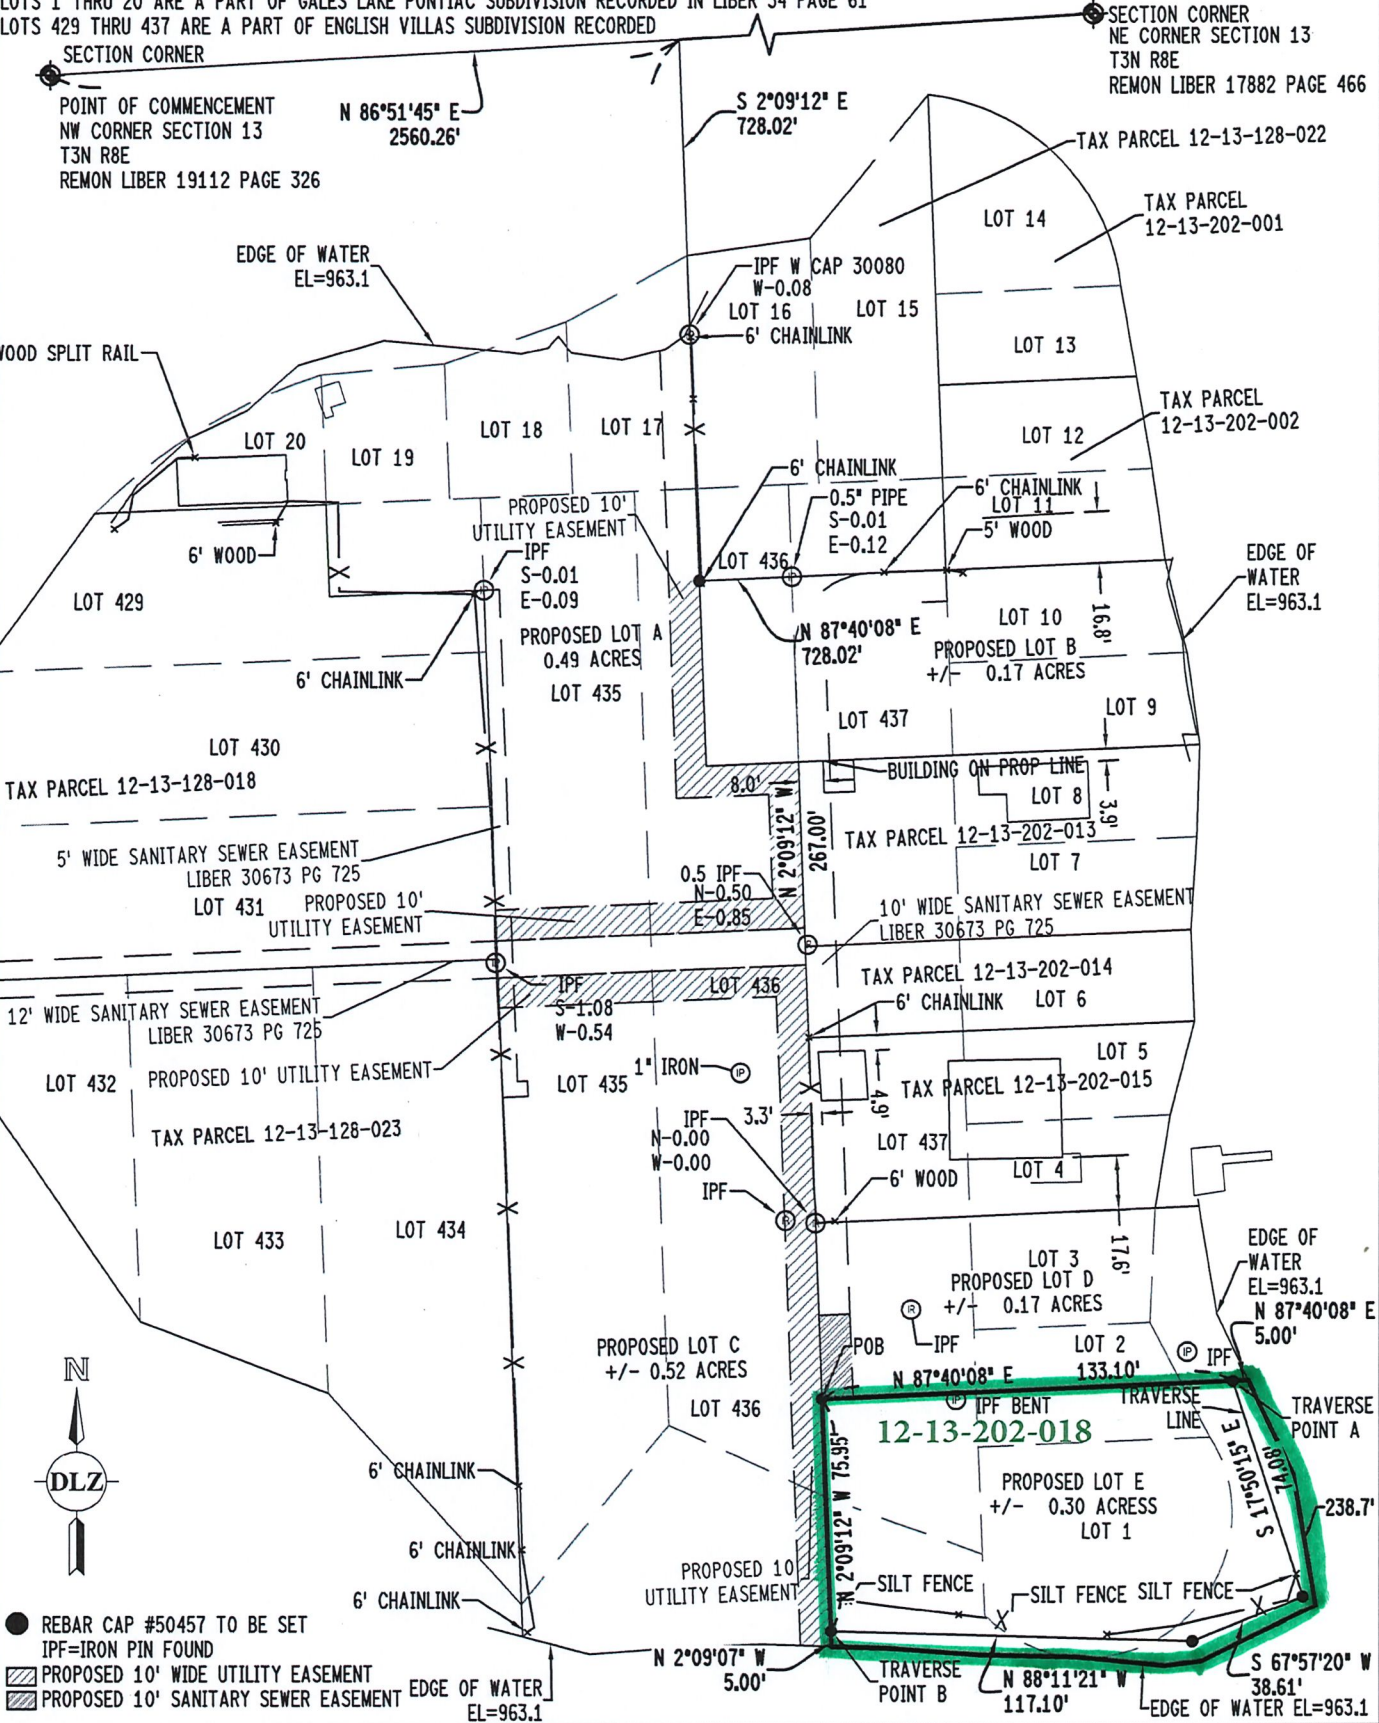 LOTS 1 THRU 20 ARE A PART OF GALES LAKE PONTIAC SUBDIVISION RECORDED IN LIBER 34 PAGE 61
LOTS 429 THRU 437 ARE A PART OF ENGLISH VILLAS SUBDIVISION RECORDED
SECTION CORNER
POINT OF COMMENCEMENT
NW CORNER SECTION 13
T3N R8E
REMON LIBER 19112 PAGE 326
N 86°51'45" E
2560.26'
S 2°09'12" E
728.02'
SECTION CORNER
NE CORNER SECTION 13
T3N R8E
REMON LIBER 17882 PAGE 466
TAX PARCEL 12-13-128-022
LOT 14
TAX PARCEL
12-13-202-001
EDGE OF WATER
EL=963.1
IPF W CAP 30080
W-0.08
LOT 16
LOT 15
6' CHAINLINK
WOOD SPLIT RAIL
LOT 13
TAX PARCEL
12-13-202-002
LOT 20
LOT 19
LOT 18
LOT 17
LOT 12
6' CHAINLINK
PROPOSED 10'
UTILITY EASEMENT
0.5" PIPE
S-0.01
E-0.12
6' CHAINLINK
LOT 11
5' WOOD
6' WOOD
IPF
S-0.01
E-0.09
LOT 436
EDGE OF
WATER
EL=963.1
LOT 429
PROPOSED LOT A
0.49 ACRES
LOT 435
N 87°40'08" E
728.02'
LOT 10
PROPOSED LOT B
+/- 0.17 ACRES
16.8'
6' CHAINLINK
LOT 437
LOT 9
LOT 430
TAX PARCEL 12-13-128-018
BUILDING ON PROP LINE
8.0'
LOT 8
3.9'
N 2°09'12" W
267.00'
TAX PARCEL 12-13-202-013
LOT 7
5' WIDE SANITARY SEWER EASEMENT
LIBER 30673 PG 725
LOT 431
PROPOSED 10'
UTILITY EASEMENT
0.5 IPF
N-0.50
E-0.85
10' WIDE SANITARY SEWER EASEMENT
LIBER 30673 PG 725
TAX PARCEL 12-13-202-014
LOT 6
6' CHAINLINK
IPF
S-1.08
W-0.54
LOT 436
12' WIDE SANITARY SEWER EASEMENT
LIBER 30673 PG 725
LOT 432
PROPOSED 10' UTILITY EASEMENT
LOT 435
1" IRON
LOT 5
TAX PARCEL 12-13-202-015
4.9'
3.3'
TAX PARCEL 12-13-128-023
IPF
N-0.00
W-0.00
LOT 437
LOT 4
6' WOOD
IPF
LOT 433
LOT 434
17.6'
LOT 3
PROPOSED LOT D
+/- 0.17 ACRES
EDGE OF
WATER
EL=963.1
N 87°40'08" E
5.00'
IPF
PROPOSED LOT C
+/- 0.52 ACRES
POB
LOT 2
IPF
N 87°40'08" E
133.10'
LOT 436
IPF BENT
TRAVERSE
LINE
TRAVERSE
POINT A
12-13-202-018
N
DLZ
N 2°09'12" W 75.95'
PROPOSED LOT E
+/- 0.30 ACRESS
LOT 1
S 17°50'15" E
74.08'
238.7'
6' CHAINLINK
6' CHAINLINK
6' CHAINLINK
PROPOSED 10
UTILITY EASEMENT
SILT FENCE
SILT FENCE
SILT FENCE
REBAR CAP #50457 TO BE SET
IPF=IRON PIN FOUND
PROPOSED 10' WIDE UTILITY EASEMENT
PROPOSED 10' SANITARY SEWER EASEMENT
EDGE OF WATER
EL=963.1
N 2°09'07" W
5.00'
TRAVERSE
POINT B
N 88°11'21" W
117.10'
S 67°57'20" W
38.61'
EDGE OF WATER EL=963.1